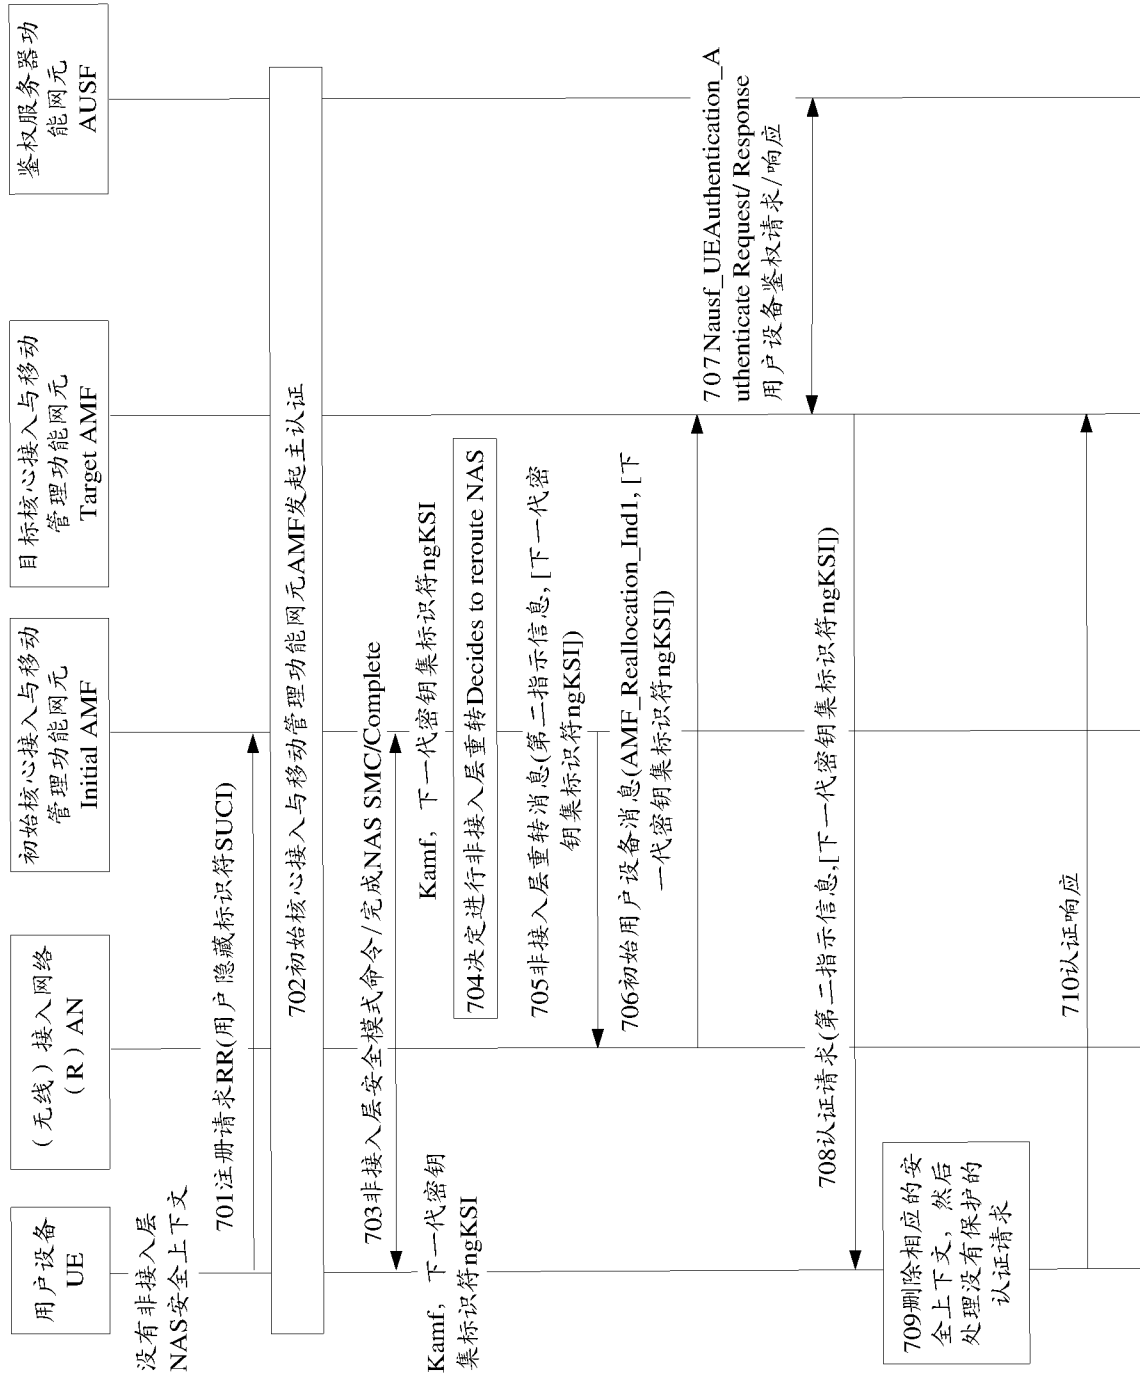 用户设备
UE
（无线）接入网络
（R）AN
初始核心接入与移动
管理功能网元
Initial AMF
目标核心接入与移动
管理功能网元
Target AMF
鉴权服务器功
能网元
AUSF
没有非接入层
NAS安全上下文
701注册请求RR(用户隐藏标识符SUCI)
702初始核心接入与移动管理功能网元AMF发起主认证
703非接入层安全模式命令/完成NAS SMC/Complete
Kamf，下一代密钥
集标识符ngKSI
Kamf，下一代密钥集标识符ngKSI
704决定进行非接入层重转Decides to reroute NAS
705非接入层重转消息(第二指示信息,[下一代密
钥集标识符ngKSI])
706初始用户设备消息(AMF_Reallocation_Ind1, [下
一代密钥集标识符ngKSI])
707Nausf_UEAuthentication_A
uthenticate Request/ Response
用户设备鉴权请求/响应
708认证请求(第二指示信息,[下一代密钥集标识符ngKSI])
709删除相应的安
全上下文，然后
处理没有保护的
认证请求
710认证响应